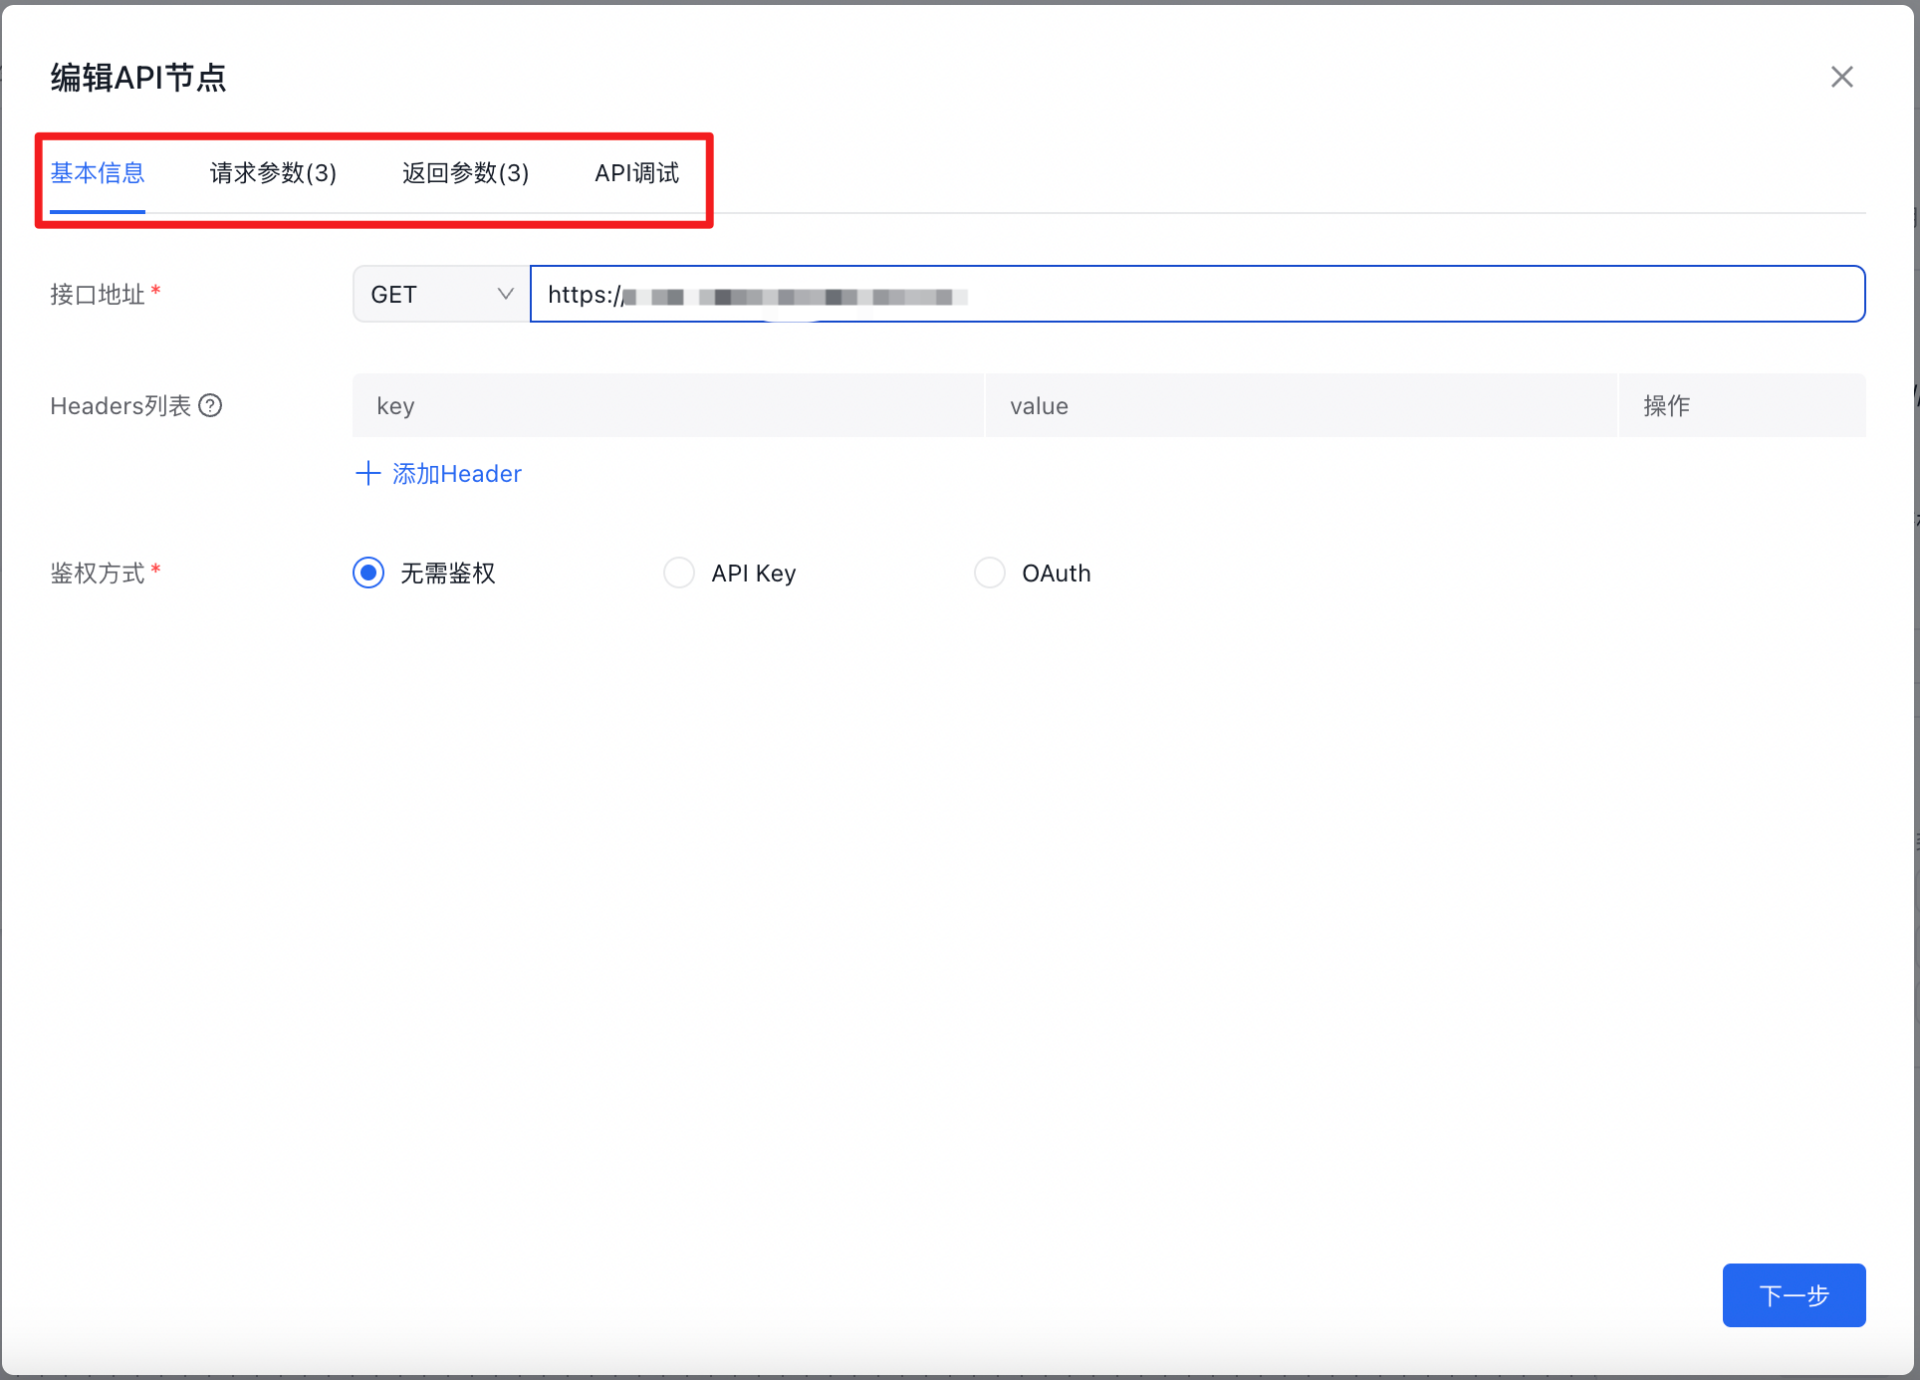 编辑API节点
基本信息 请求参数(3) 返回参数(3) API调试
接口地址* GET https:/
Headers列表 key value 操作
添加Header
鉴权方式* 无需鉴权 API Key OAuth
下一步